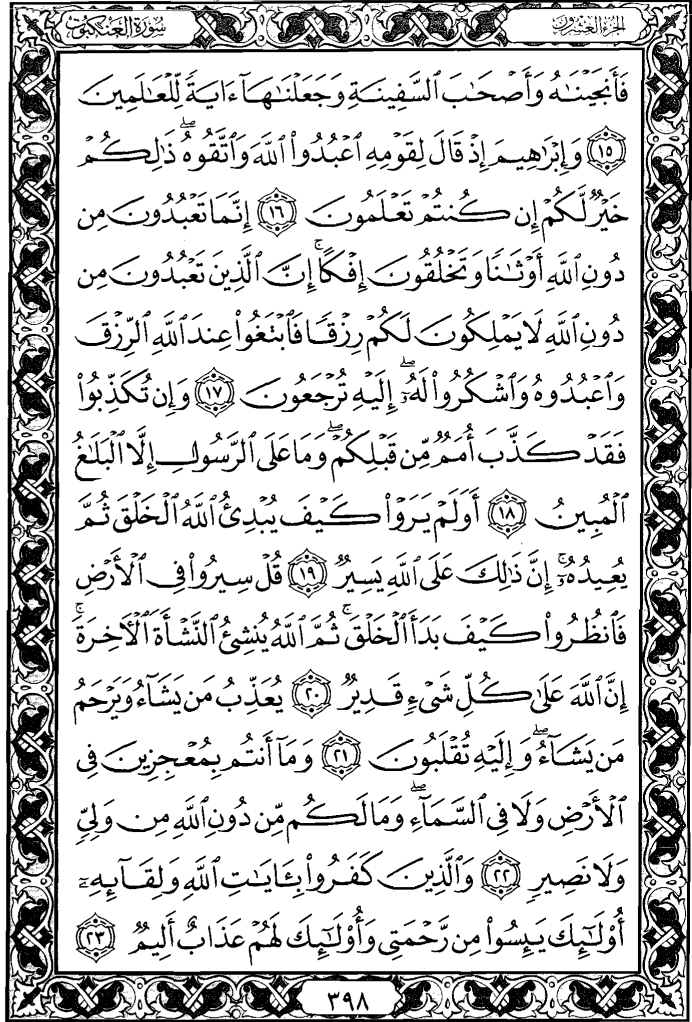 الجزء العشرون
سورة العنكبوت
فَأَنجَيْنَٰهُ وَأَصْحَٰبَ ٱلسَّفِينَةِ وَجَعَلْنَٰهَآ ءَايَةً لِّلْعَٰلَمِينَ
١٥ وَإِبْرَٰهِيمَ إِذْ قَالَ لِقَوْمِهِ ٱعْبُدُوا۟ ٱللَّهَ وَٱتَّقُوهُ ۖ ذَٰلِكُمْ
خَيْرٌ لَّكُمْ إِن كُنتُمْ تَعْلَمُونَ ١٦ إِنَّمَا تَعْبُدُونَ مِن
دُونِ ٱللَّهِ أَوْثَٰنًا وَتَخْلُقُونَ إِفْكًا ۚ إِنَّ ٱلَّذِينَ تَعْبُدُونَ مِن
دُونِ ٱللَّهِ لَا يَمْلِكُونَ لَكُمْ رِزْقًا فَٱبْتَغُوا۟ عِندَ ٱللَّهِ ٱلرِّزْقَ
وَٱعْبُدُوهُ وَٱشْكُرُوا۟ لَهُۥٓ ۖ إِلَيْهِ تُرْجَعُونَ ١٧ وَإِن تُكَذِّبُوا۟
فَقَدْ كَذَّبَ أُمَمٌ مِّن قَبْلِكُمْ ۖ وَمَا عَلَى ٱلرَّسُولِ إِلَّا ٱلْبَلَٰغُ
ٱلْمُبِينُ ١٨ أَوَلَمْ يَرَوْا۟ كَيْفَ يُبْدِئُ ٱللَّهُ ٱلْخَلْقَ ثُمَّ
يُعِيدُهُۥٓ ۚ إِنَّ ذَٰلِكَ عَلَى ٱللَّهِ يَسِيرٌ ١٩ قُلْ سِيرُوا۟ فِى ٱلْأَرْضِ
فَٱنظُرُوا۟ كَيْفَ بَدَأَ ٱلْخَلْقَ ۚ ثُمَّ ٱللَّهُ يُنشِئُ ٱلنَّشْأَةَ ٱلْءَاخِرَةَ ۚ
إِنَّ ٱللَّهَ عَلَىٰ كُلِّ شَىْءٍ قَدِيرٌ ٢٠ يُعَذِّبُ مَن يَشَآءُ وَيَرْحَمُ
مَن يَشَآءُ ۖ وَإِلَيْهِ تُقْلَبُونَ ٢١ وَمَآ أَنتُم بِمُعْجِزِينَ فِى
ٱلْأَرْضِ وَلَا فِى ٱلسَّمَآءِ ۖ وَمَا لَكُم مِّن دُونِ ٱللَّهِ مِن وَلِىٍّ
وَلَا نَصِيرٍ ٢٢ وَٱلَّذِينَ كَفَرُوا۟ بِـَٔايَٰتِ ٱللَّهِ وَلِقَآئِهِۦٓ
أُو۟لَٰٓئِكَ يَئِسُوا۟ مِن رَّحْمَتِى وَأُو۟لَٰٓئِكَ لَهُمْ عَذَابٌ أَلِيمٌ ٢٣
٣٩٨